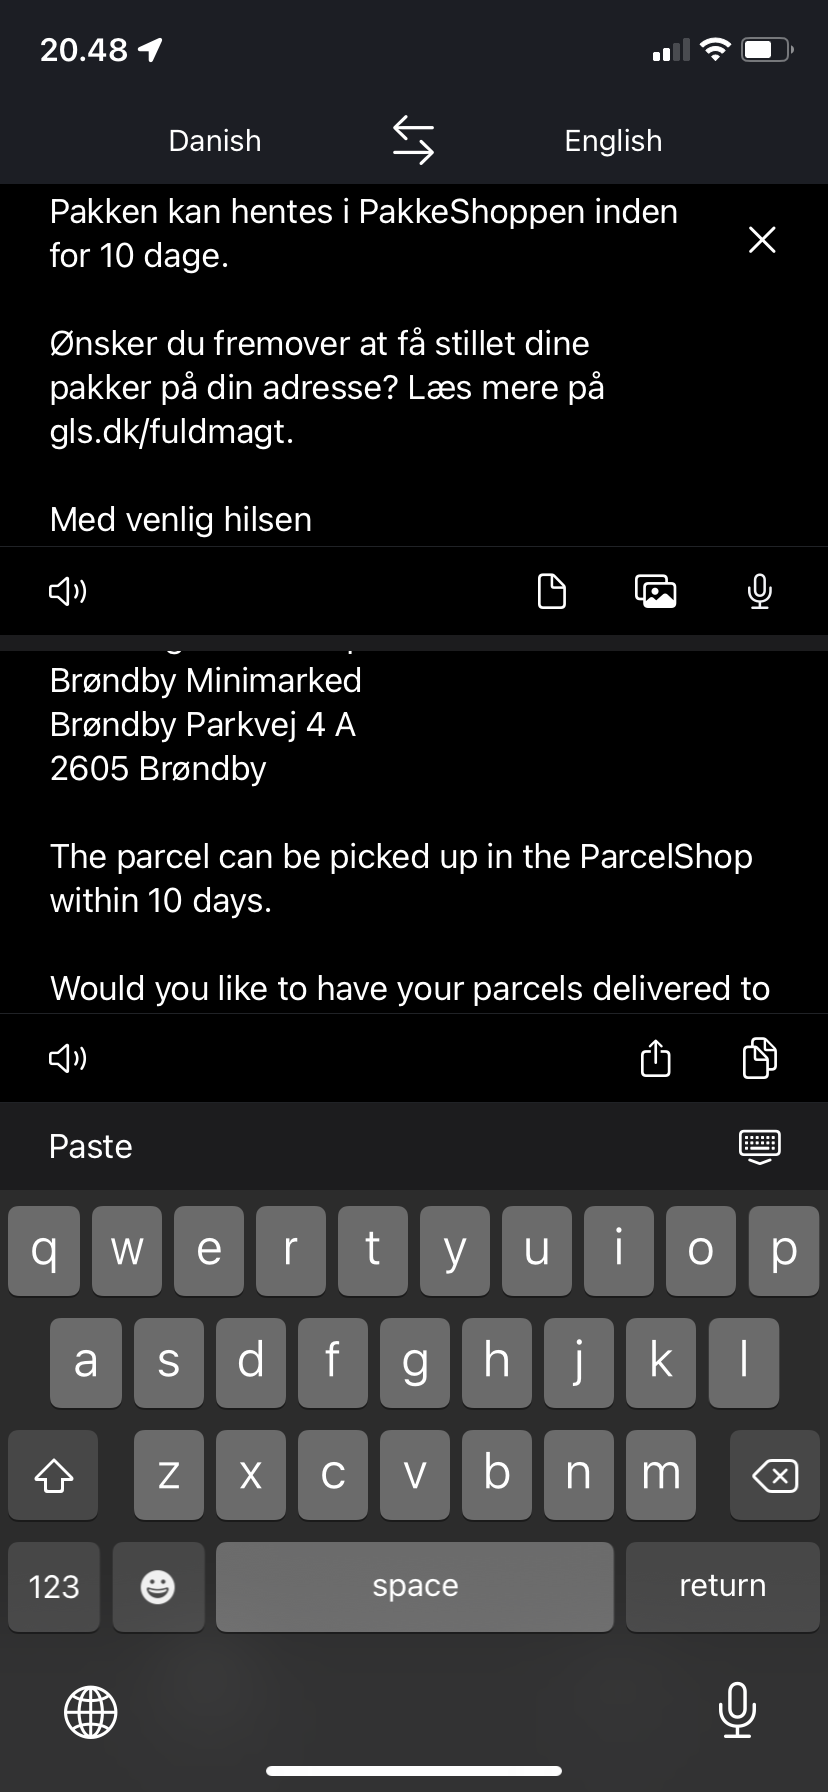 20.48
Danish
English
Pakken kan hentes i PakkeShoppen inden
for 10 dage.
Ønsker du fremover at få stillet dine
pakker på din adresse? Læs mere på
gls.dk/fuldmagt.
Med venlig hilsen
Brøndby Minimarked
Brøndby Parkvej 4 A
2605 Brøndby
The parcel can be picked up in the ParcelShop
within 10 days.
Would you like to have your parcels delivered to
Paste
q w e r t y u i o p
a s d f g h j k l
z x c v b n m
123 space return